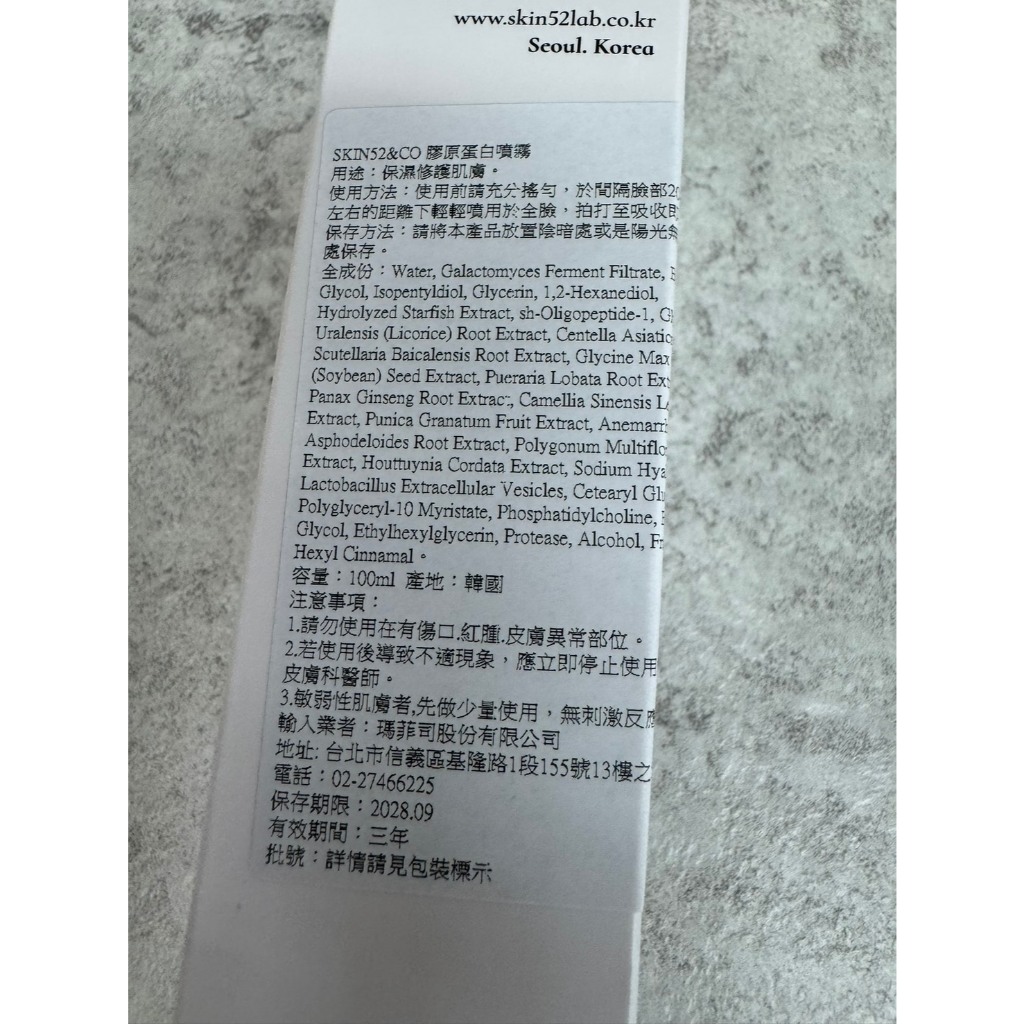 www.skin52lab.co.kr
Seoul. Korea
SKIN52&CO 膠原蛋白噴霧
用途：保濕修護肌膚。
使用方法：使用前請充分搖勻，於間隔臉部
左右的距離下輕輕噴用於全臉，拍打至吸收
保存方法：請將本產品放置陰暗處或是陽光
處保存。
全成份：Water, Galactomyces Ferment Filtrate,
Glycol, Isopentyldiol, Glycerin, 1,2-Hexanediol,
Hydrolyzed Starfish Extract, sh-Oligopeptide-1,
Uralensis (Licorice) Root Extract, Centella
Scutellaria Baicalensis Root Extract, Glycine Max
(Soybean) Seed Extract, Pueraria Lobata Root
Panax Ginseng Root Extract, Camellia Sinensis
Extract, Punica Granatum Fruit Extract,
Asphodeloides Root Extract, Polygonum
Extract, Houttuynia Cordata Extract, Sodium
Lactobacillus Extracellular Vesicles, Cetearyl
Polyglyceryl-10 Myristate, Phosphatidylcholine,
Glycol, Ethylhexylglycerin, Protease, Alcohol,
Hexyl Cinnamal。
容量：100ml 產地：韓國
注意事項：
1.請勿使用在有傷口.紅腫.皮膚異常部位。
2.若使用後導致不適現象，應立即停止使用
皮膚科醫師。
3.敏弱性肌膚者,先做少量使用，無刺激反應
輸入業者：瑪菲司股份有限公司
地址: 台北市信義區基隆路1段155號13樓之
電話：02-27466225
保存期限：2028.09
有效期間：三年
批號：詳情請見包裝標示